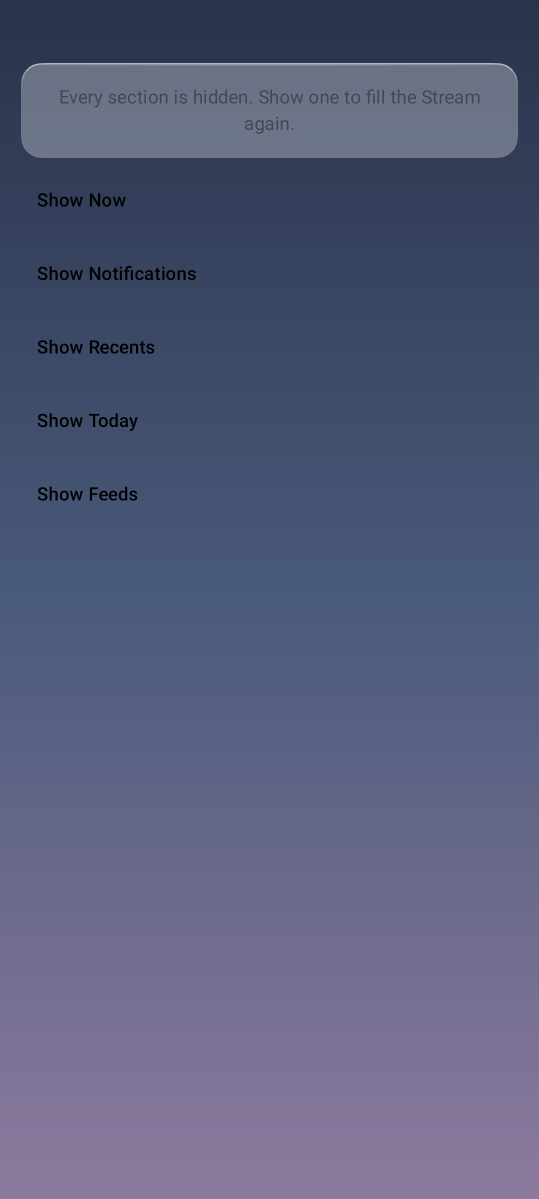 Every section is hidden. Show one to fill the Stream
again.
Show Now
Show Notifications
Show Recents
Show Today
Show Feeds